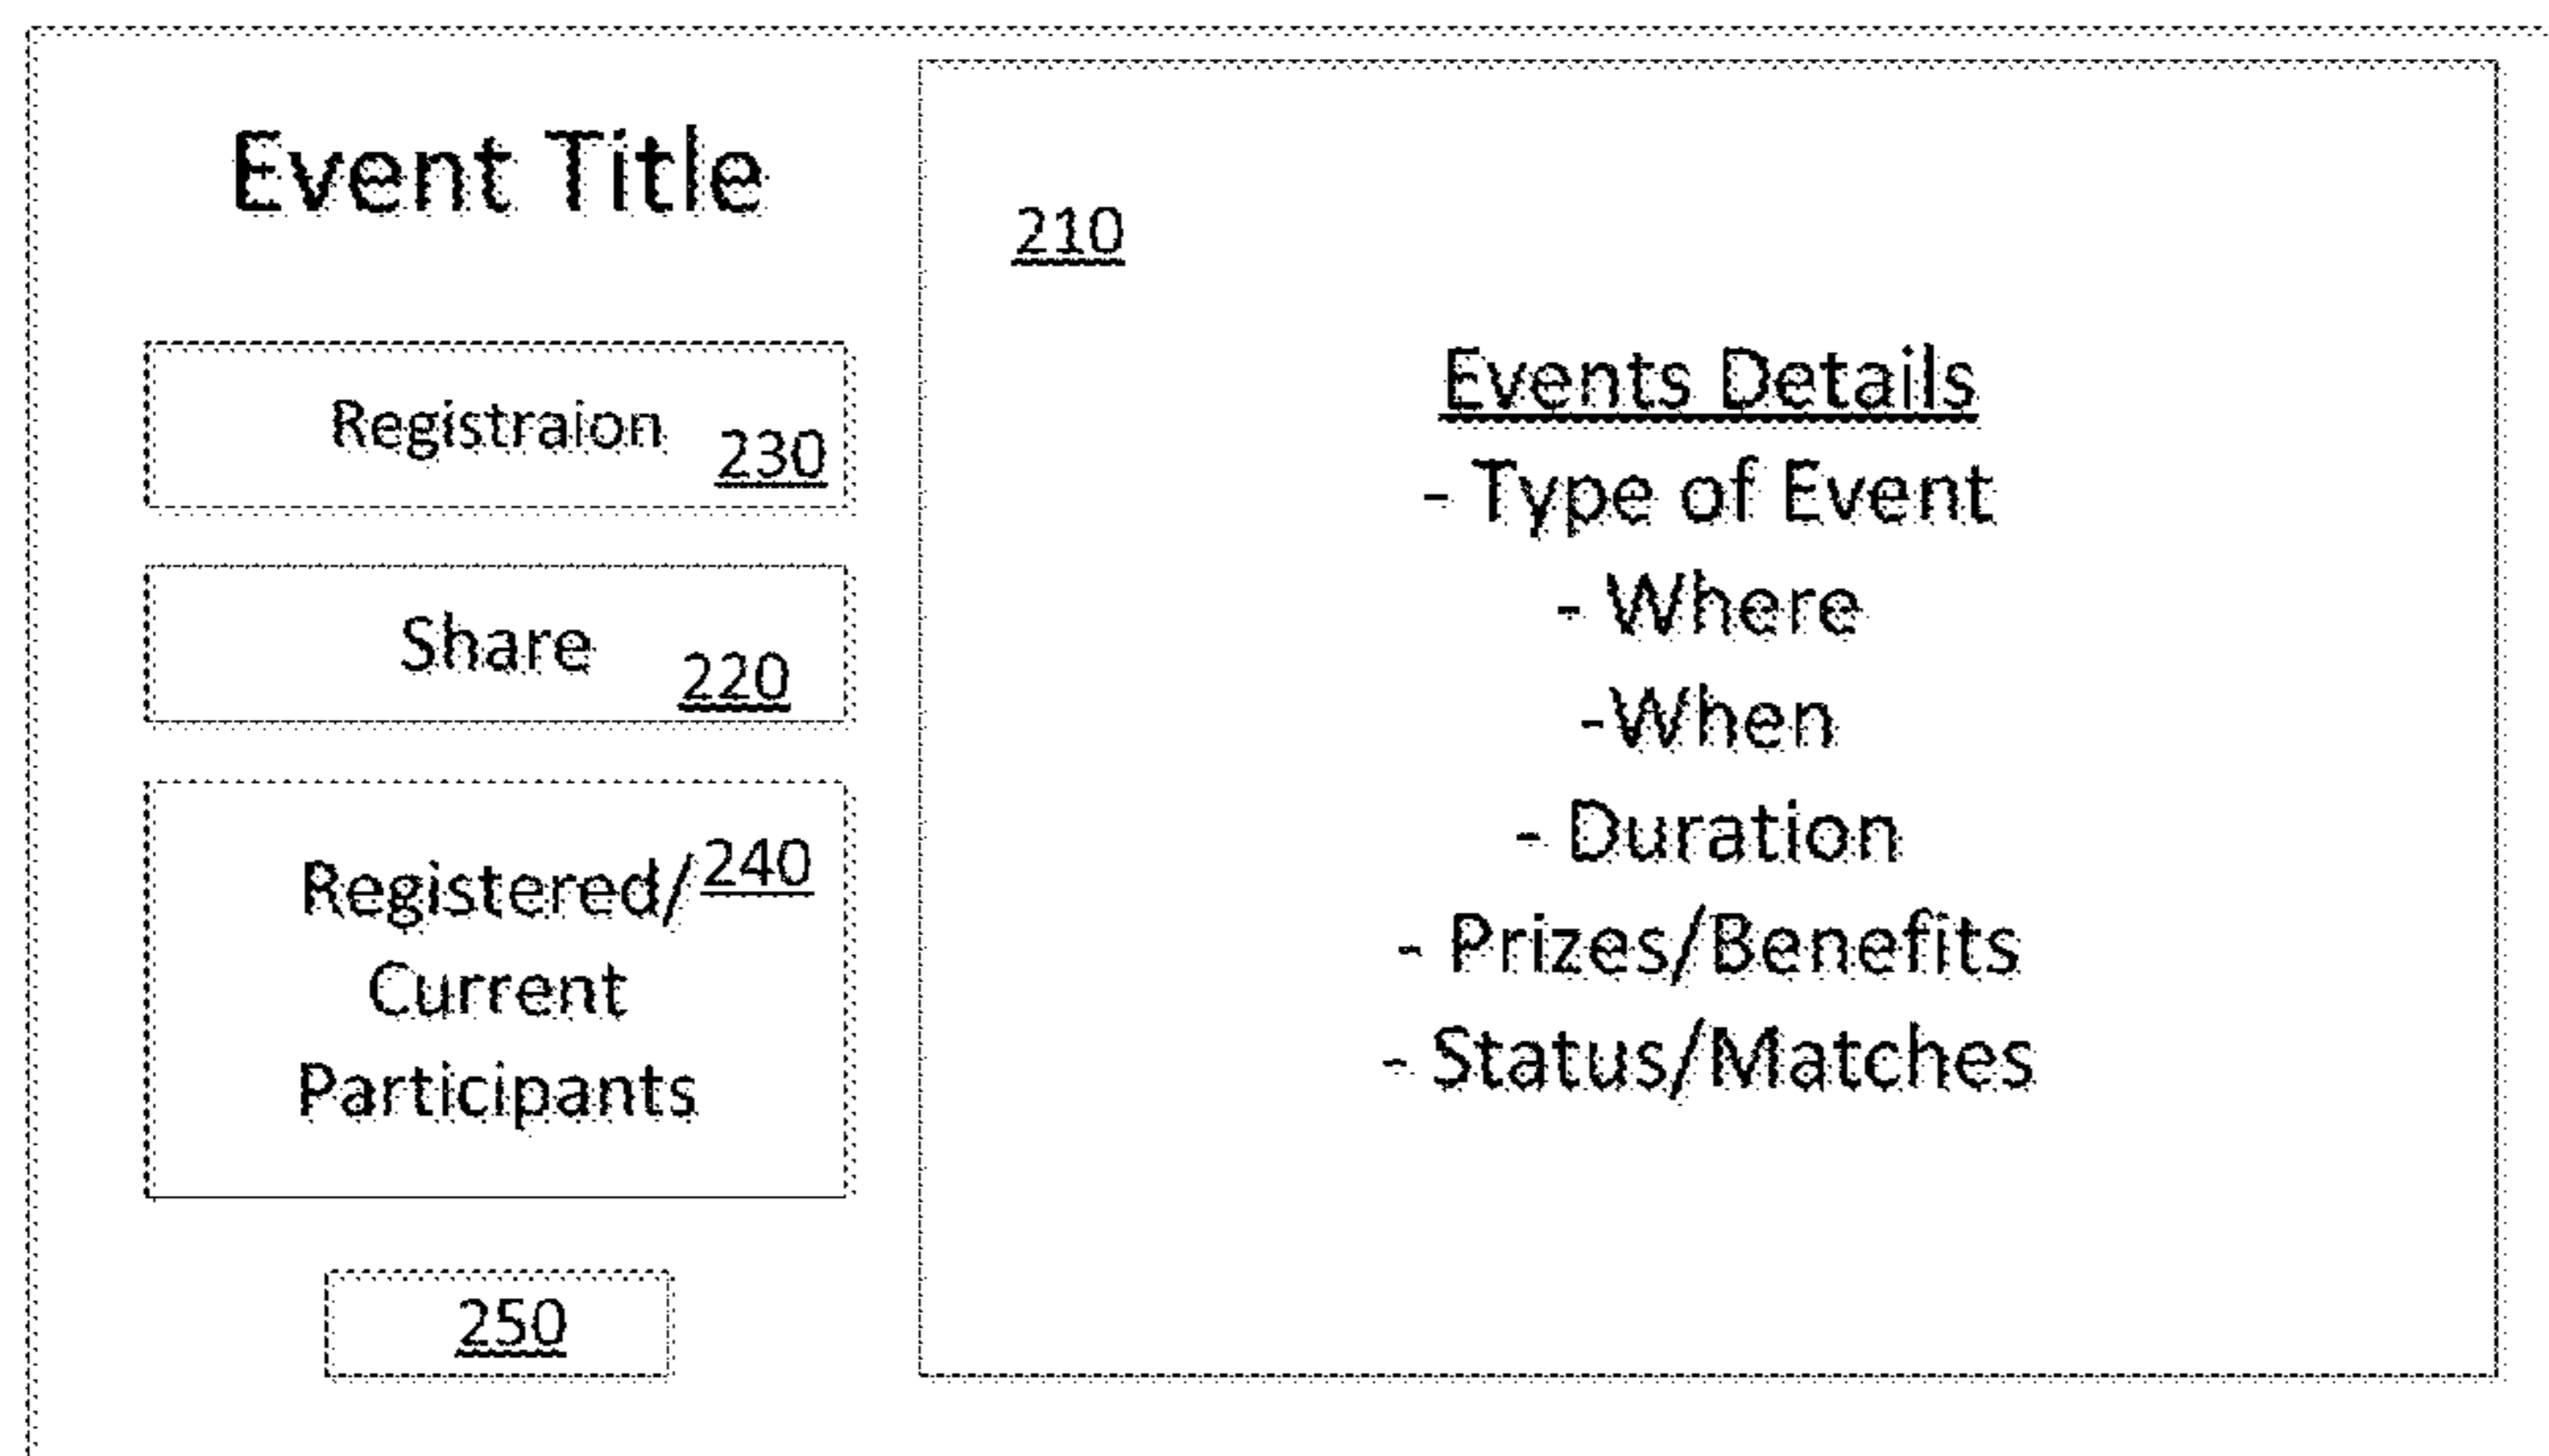 Event Title
Registraion 230
Share 220
Registered/ 240
Current
Participants
250
210
Events Details
- Type of Event
- Where
-When
- Duration
- Prizes/Benefits
- Status/Matches